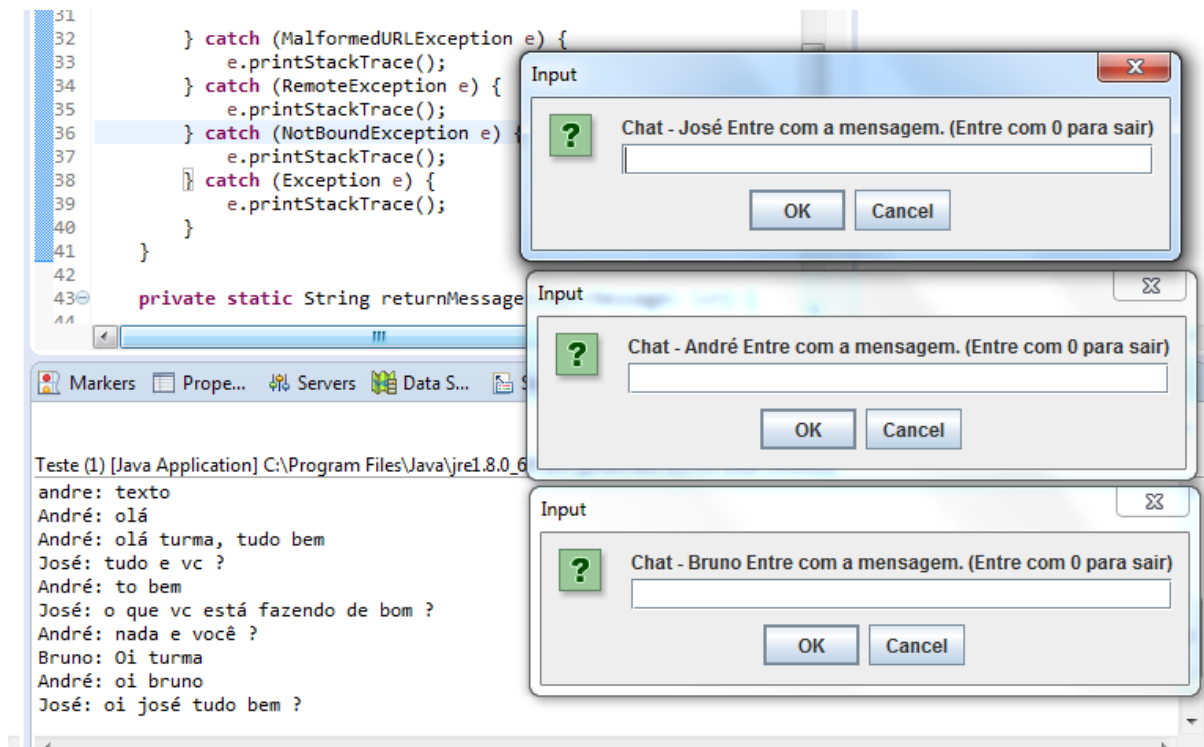 31
32 } catch (MalformedURLException e) {
33 e.printStackTrace();
34 } catch (RemoteException e) {
35 e.printStackTrace();
36 } catch (NotBoundException e) {
37 e.printStackTrace();
38 } catch (Exception e) {
39 e.printStackTrace();
40 }
41 }
42
43 private static String returnMessage
44
Input
Chat - José Entre com a mensagem. (Entre com 0 para sair)
OK Cancel
Input
Chat - André Entre com a mensagem. (Entre com 0 para sair)
OK Cancel
Input
Chat - Bruno Entre com a mensagem. (Entre com 0 para sair)
OK Cancel
Markers Prope... Servers Data S...
Teste (1) [Java Application] C:\Program Files\Java\jre1.8.0_6
andre: texto
André: olá
André: olá turma, tudo bem
José: tudo e vc ?
André: to bem
José: o que vc está fazendo de bom ?
André: nada e você ?
Bruno: Oi turma
André: oi bruno
José: oi josé tudo bem ?